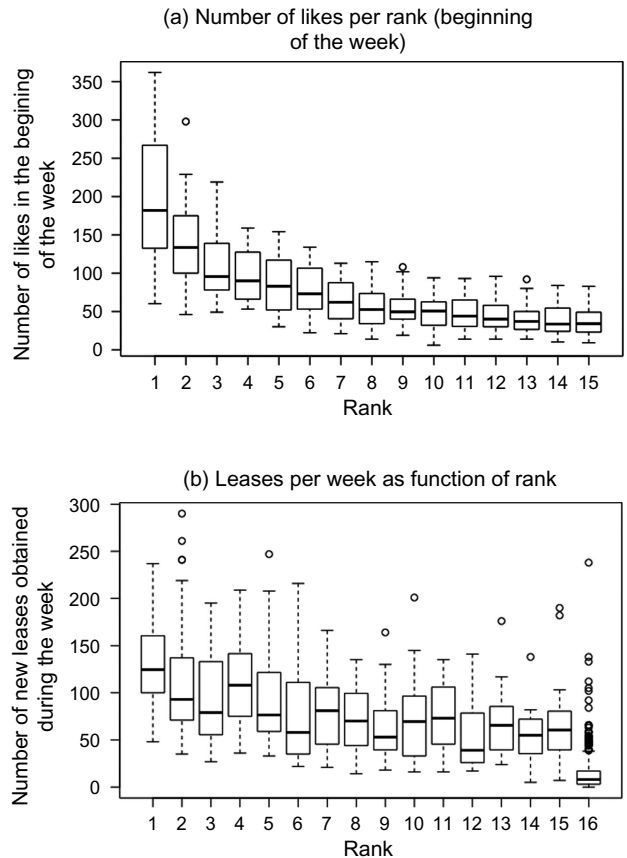 (a) Number of likes per rank (beginning
of the week)
Number of likes in the begining
of the week
350
300
250
200
150
100
50
0
1 2 3 4 5 6 7 8 9 10 11 12 13 14 15
Rank
(b) Leases per week as function of rank
Number of new leases obtained
during the week
300
250
200
150
100
50
0
1 2 3 4 5 6 7 8 9 10 11 12 13 14 15 16
Rank